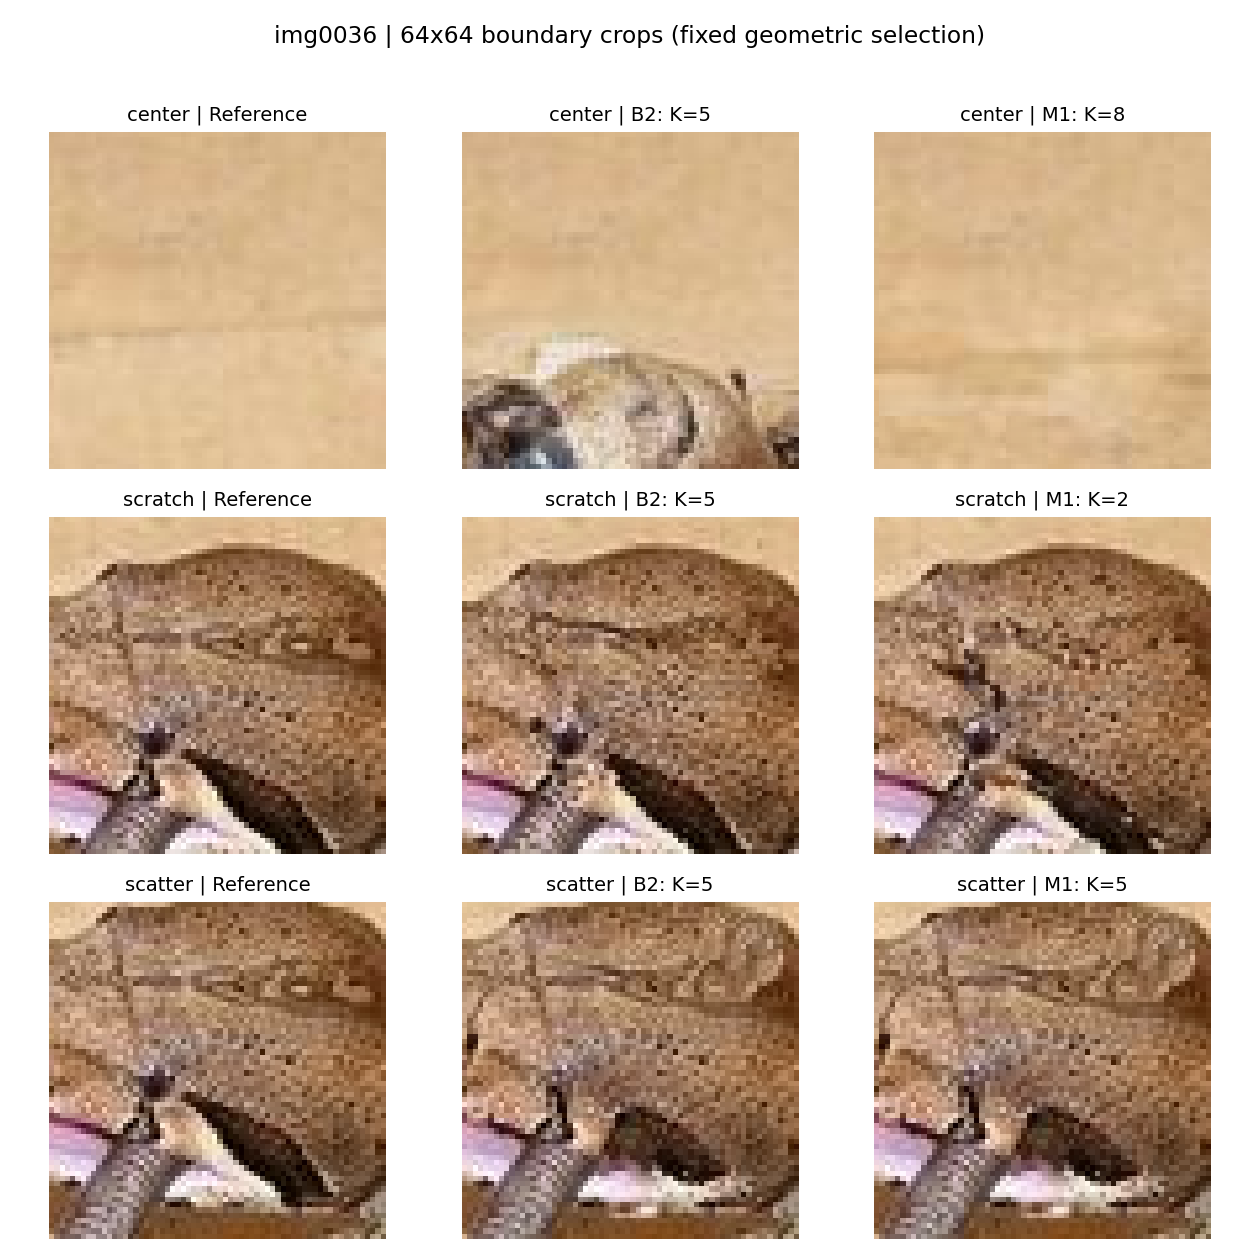 img0036 | 64x64 boundary crops (fixed geometric selection)
center | Reference
center | B2: K=5
center | M1: K=8
scratch | Reference
scratch | B2: K=5
scratch | M1: K=2
scatter | Reference
scatter | B2: K=5
scatter | M1: K=5